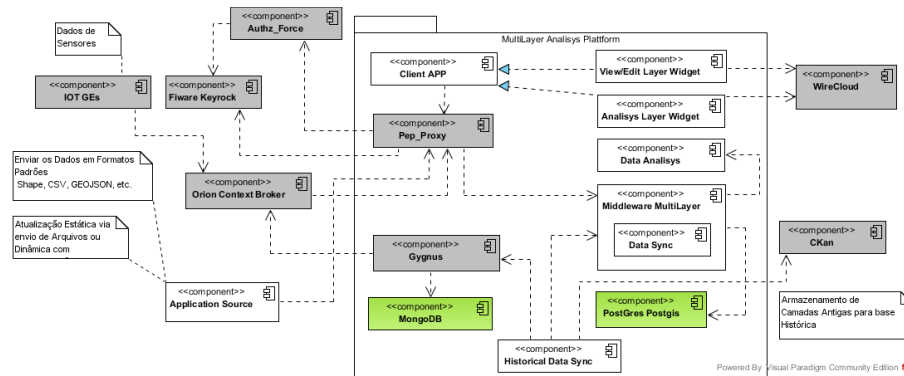 <<component>>
Authz_Force
MultiLayer Analisys Plattform
Dados de
Sensores
<<component>>
Client APP
<<component>>
View/Edit Layer Widget
<<component>>
IOT GEs
<<component>>
Fiware Keyrock
<<component>>
WireCloud
<<component>>
Analisys Layer Widget
<<component>>
Pep_Proxy
<<component>>
Data Analisys
Enviar os Dados em Formatos
Padrões
Shape, CSV, GEOJSON, etc.
<<component>>
Orion Context Broker
<<component>>
Middleware MultiLayer
Atualização Estática via
envio de Arquivos ou
Dinâmica com
<<component>>
Data Sync
<<component>>
CKan
<<component>>
Gygnus
<<component>>
Application Source
<<component>>
MongoDB
<<component>>
PostGres Postgis
Armazenamento de
Camadas Antigas para base
Histórica
<<component>>
Historical Data Sync
Powered By Visual Paradigm Community Edition